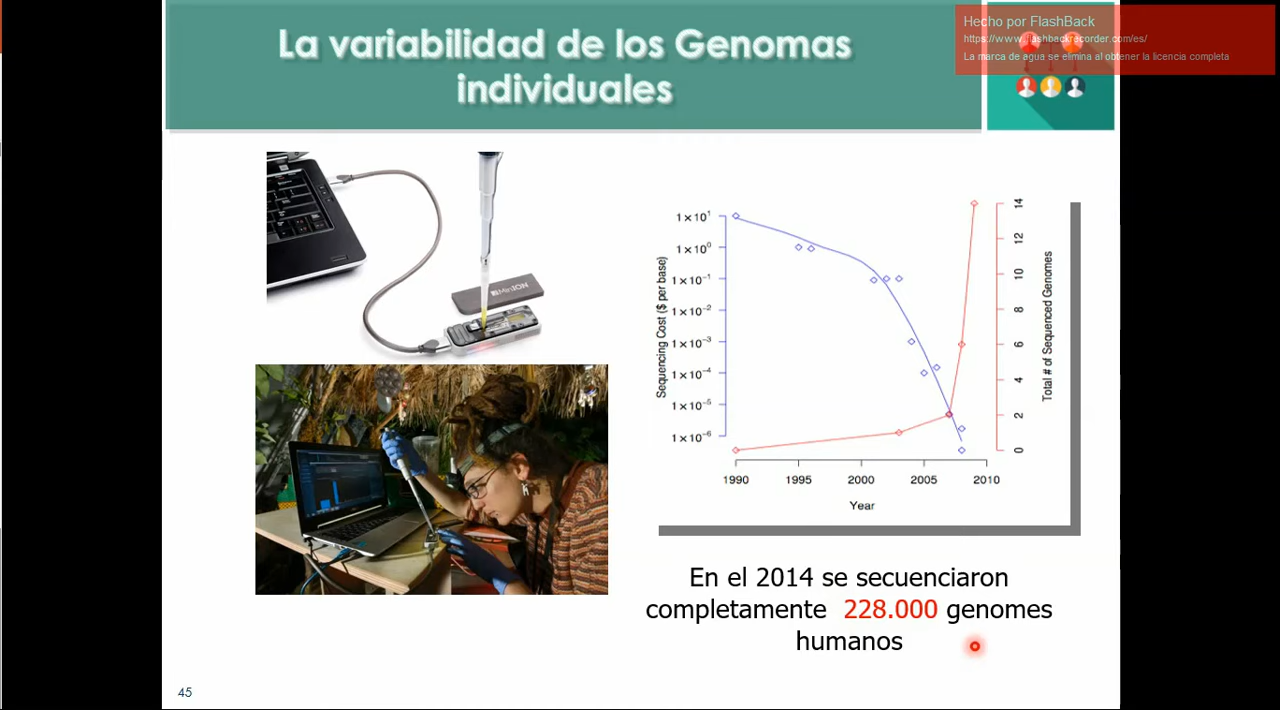 La variabilidad de los Genomas
individuales
Hecho por FlashBack
https://www.flashbackrecorder.com/es/
La marca de agua se elimina al obtener la licencia completa
MinION
1×10¹
1×10⁰
1×10⁻¹
1×10⁻²
1×10⁻³
1×10⁻⁴
1×10⁻⁵
1×10⁻⁶
Sequencing Cost ($ per base)
14
12
10
8
6
4
2
0
Total # of Sequenced Genomes
1990 1995 2000 2005 2010
Year
En el 2014 se secuenciaron
completamente 228.000 genomes
humanos
45